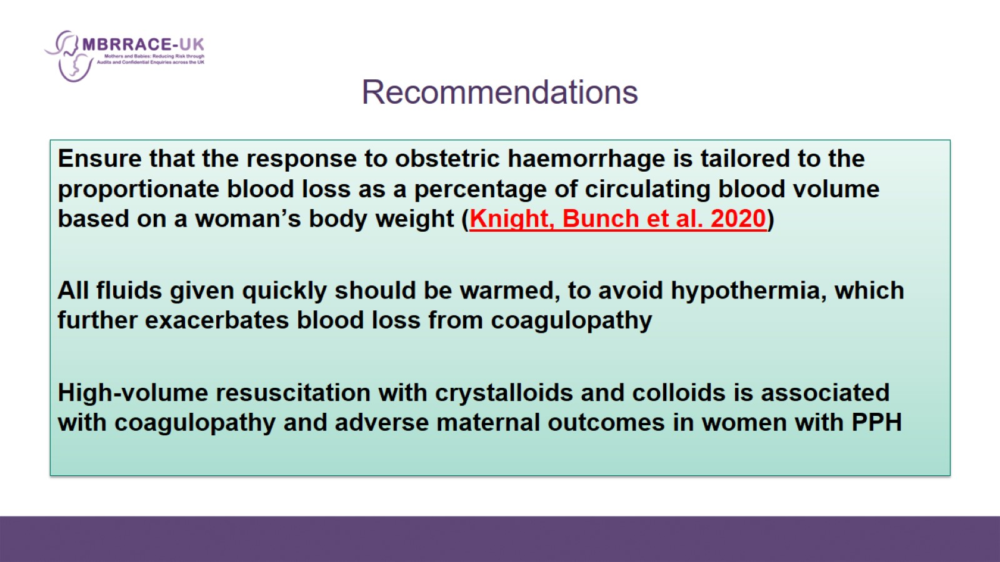 MBRRACE-UK
Mothers and Babies: Reducing Risk through
Audits and Confidential Enquiries across the UK
Recommendations
Ensure that the response to obstetric haemorrhage is tailored to the
proportionate blood loss as a percentage of circulating blood volume
based on a woman’s body weight (Knight, Bunch et al. 2020)
All fluids given quickly should be warmed, to avoid hypothermia, which
further exacerbates blood loss from coagulopathy
High-volume resuscitation with crystalloids and colloids is associated
with coagulopathy and adverse maternal outcomes in women with PPH